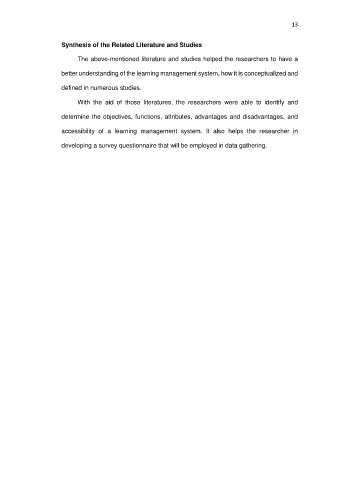 13
Synthesis of the Related Literature and Studies
The above-mentioned literature and studies helped the researchers to have a
better understanding of the learning management system, how it is conceptualized and
defined in numerous studies.
With the aid of those literatures, the researchers were able to identify and
determine the objectives, functions, attributes, advantages and disadvantages, and
accessibility of a learning management system. It also helps the researcher in
developing a survey questionnaire that will be employed in data gathering.